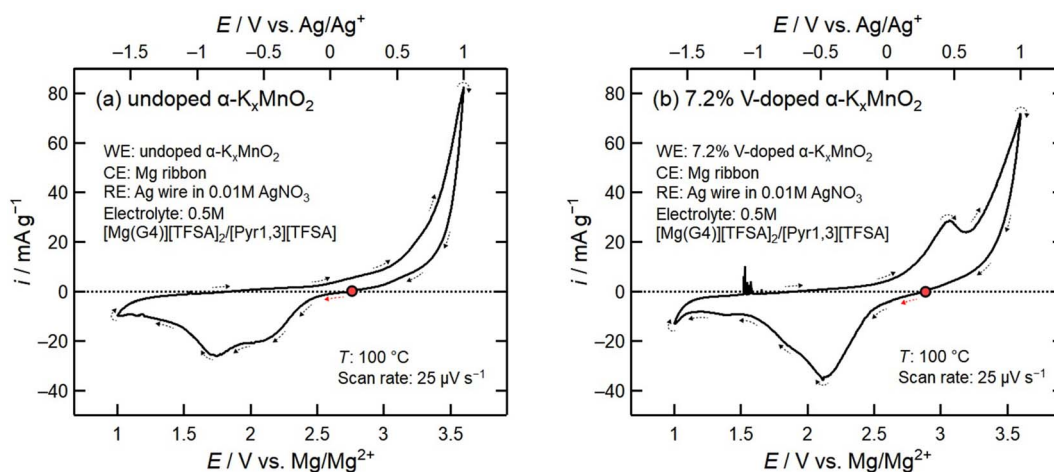 E / V vs. Ag/Ag⁺
–1.5 –1 –0.5 0 0.5 1
(a) undoped α-KₓMnO₂
WE: undoped α-KₓMnO₂
CE: Mg ribbon
RE: Ag wire in 0.01M AgNO₃
Electrolyte: 0.5M
[Mg(G4)][TFSA]₂/[Pyr1,3][TFSA]
i / mA g⁻¹
80
60
40
20
0
–20
–40
T: 100 °C
Scan rate: 25 µV s⁻¹
1 1.5 2 2.5 3 3.5
E / V vs. Mg/Mg²⁺
E / V vs. Ag/Ag⁺
–1.5 –1 –0.5 0 0.5 1
(b) 7.2% V-doped α-KₓMnO₂
WE: 7.2% V-doped α-KₓMnO₂
CE: Mg ribbon
RE: Ag wire in 0.01M AgNO₃
Electrolyte: 0.5M
[Mg(G4)][TFSA]₂/[Pyr1,3][TFSA]
i / mA g⁻¹
80
60
40
20
0
–20
–40
T: 100 °C
Scan rate: 25 µV s⁻¹
1 1.5 2 2.5 3 3.5
E / V vs. Mg/Mg²⁺